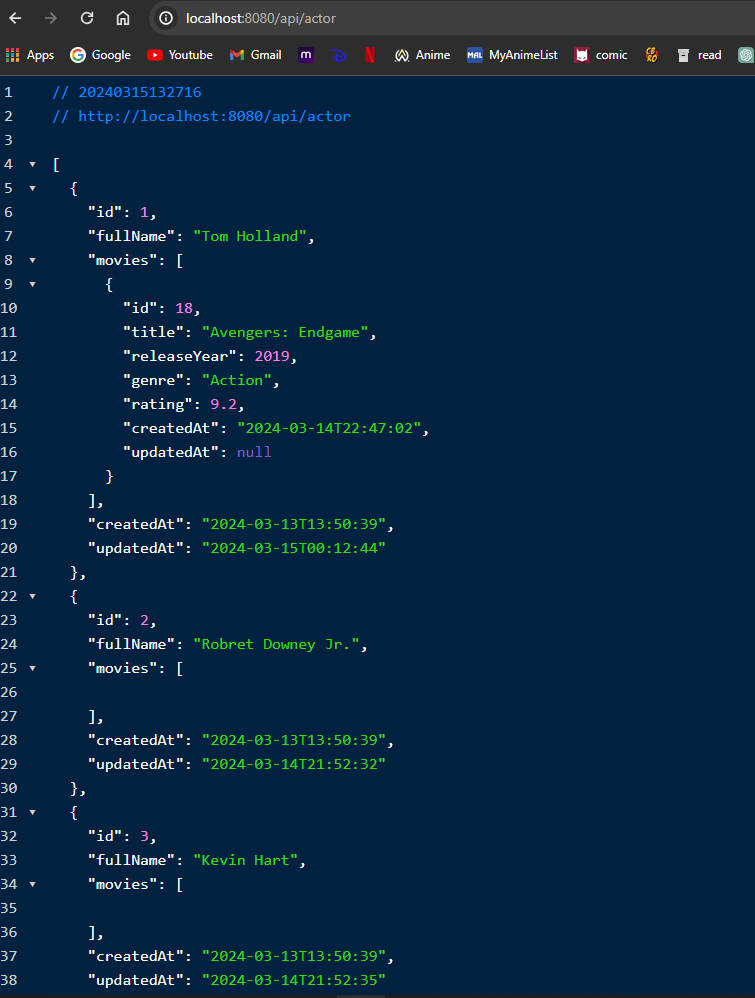 localhost:8080/api/actor
Apps Google Youtube Gmail m Anime MAL MyAnimeList comic CB RO read
1 // 20240315132716
2 // http://localhost:8080/api/actor
3
4 [
5 {
6 "id": 1,
7 "fullName": "Tom Holland",
8 "movies": [
9 {
10 "id": 18,
11 "title": "Avengers: Endgame",
12 "releaseYear": 2019,
13 "genre": "Action",
14 "rating": 9.2,
15 "createdAt": "2024-03-14T22:47:02",
16 "updatedAt": null
17 }
18 ],
19 "createdAt": "2024-03-13T13:50:39",
20 "updatedAt": "2024-03-15T00:12:44"
21 },
22 {
23 "id": 2,
24 "fullName": "Robret Downey Jr.",
25 "movies": [
26
27 ],
28 "createdAt": "2024-03-13T13:50:39",
29 "updatedAt": "2024-03-14T21:52:32"
30 },
31 {
32 "id": 3,
33 "fullName": "Kevin Hart",
34 "movies": [
35
36 ],
37 "createdAt": "2024-03-13T13:50:39",
38 "updatedAt": "2024-03-14T21:52:35"